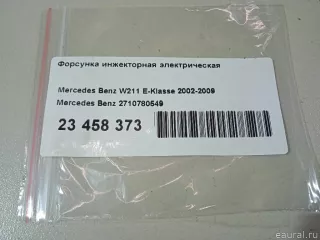 Форсунка инжекторная электрическая
Mercedes Benz W211 E-Klasse 2002-2009
Mercedes Benz 2710780549
23 458 373
eaural.ru